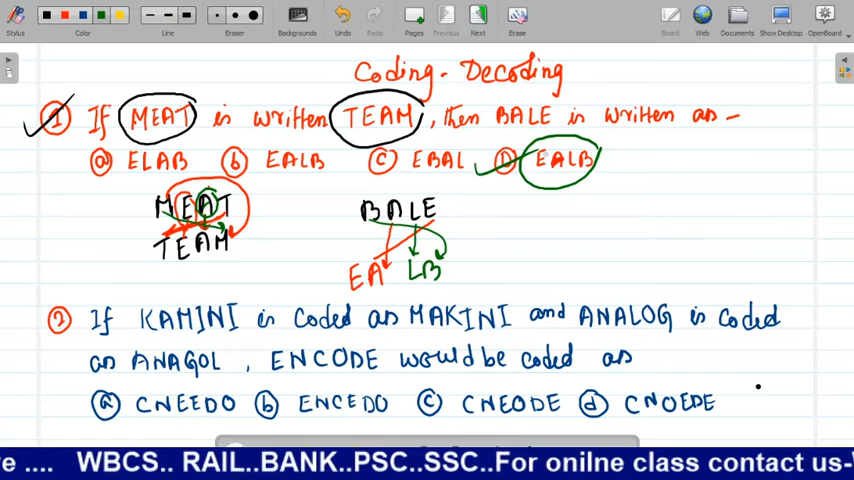 Stylus Color Line Eraser Backgrounds Undo Redo Pages Previous Next Erase Board Web Documents Show Desktop OpenBoard
Coding - Decoding
① If MEAT is written TEAM, then BALE is written as -
ⓐ ELAB ⓑ EALB ⓒ EBAL ⓓ EALB
MEAT BALE
TEAM EA LB
② If KAMINI is coded as MAKINI and ANALOG is coded
as ANAGOL, ENCODE would be coded as
ⓐ CNEEDO ⓑ ENCEDO ⓒ CNEODE ⓓ CNOEDE
re .... WBCS.. RAIL..BANK..PSC..SSC..For onilne class contact us-W